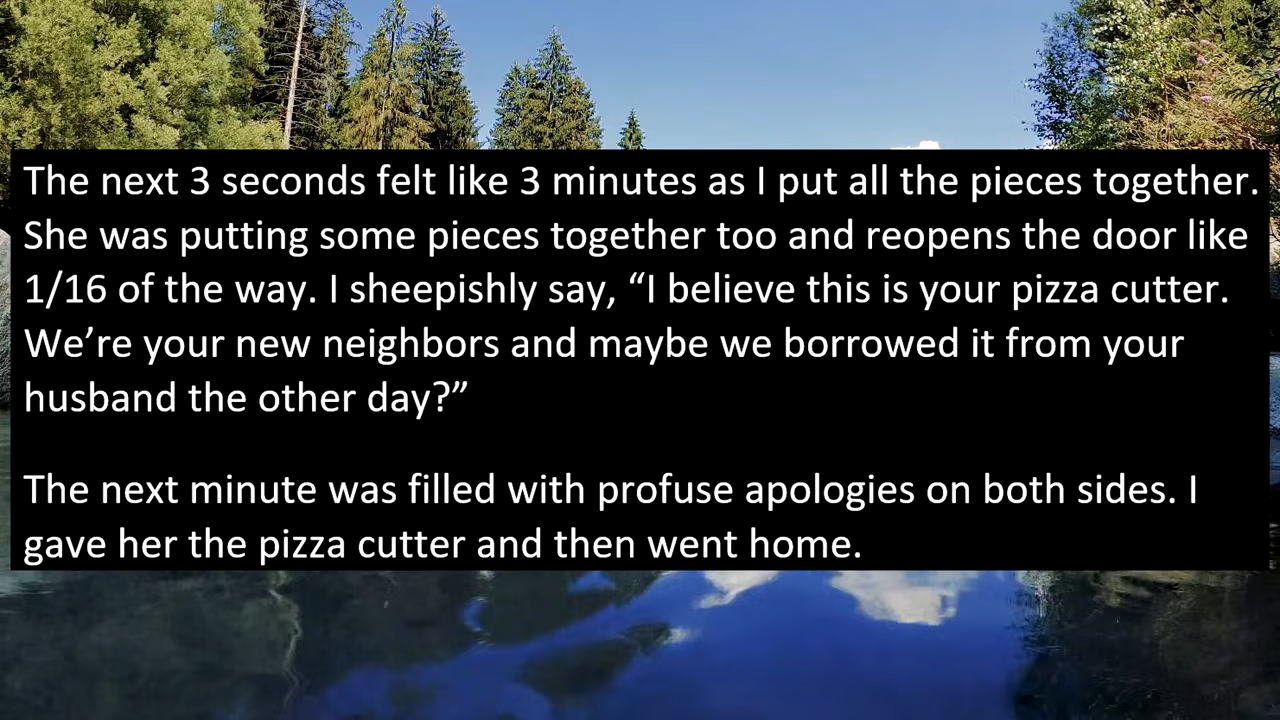 The next 3 seconds felt like 3 minutes as I put all the pieces together.
She was putting some pieces together too and reopens the door like
1/16 of the way. I sheepishly say, “I believe this is your pizza cutter.
We’re your new neighbors and maybe we borrowed it from your
husband the other day?”
The next minute was filled with profuse apologies on both sides. I
gave her the pizza cutter and then went home.